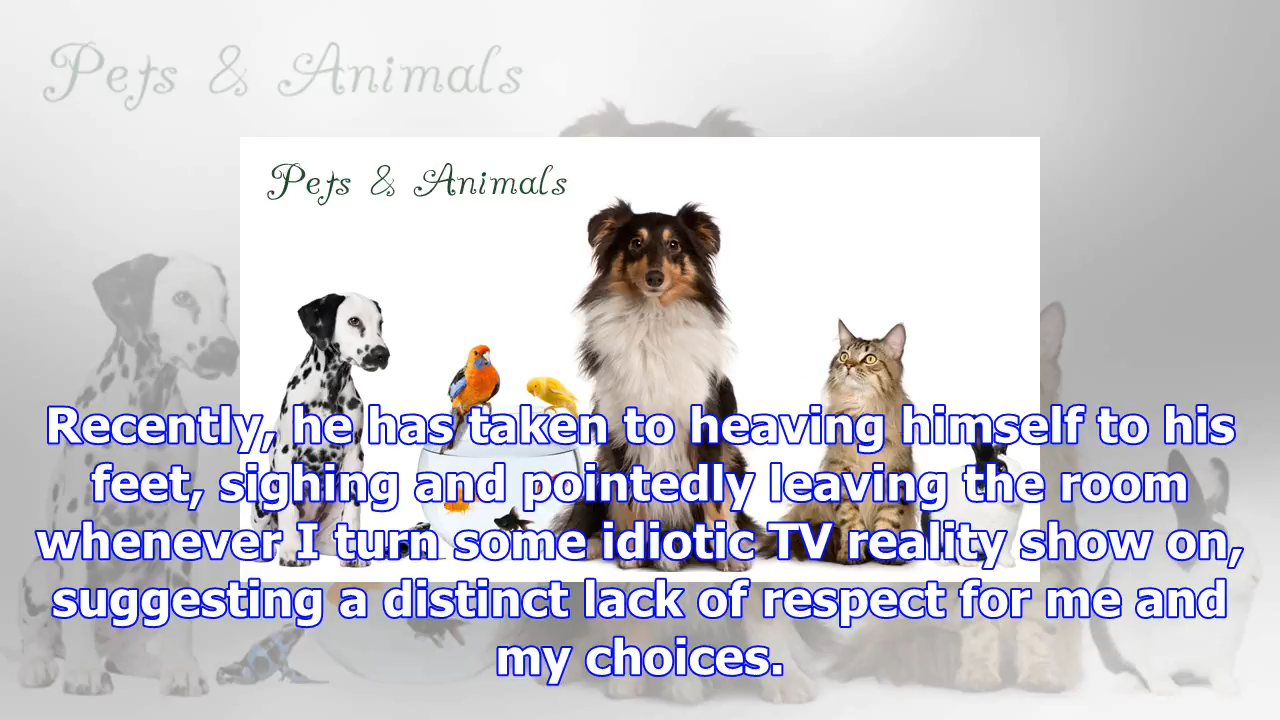 Pets & Animals
Pets & Animals
Recently, he has taken to heaving himself to his
feet, sighing and pointedly leaving the room
whenever I turn some idiotic TV reality show on,
suggesting a distinct lack of respect for me and
my choices.